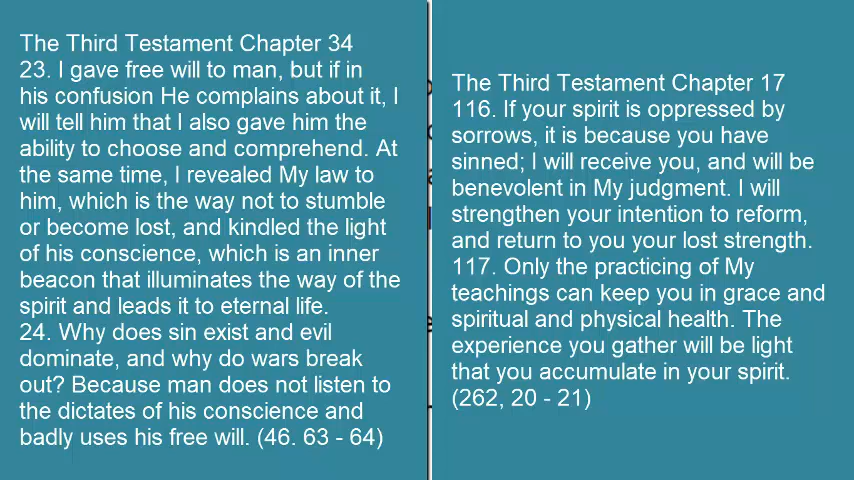 The Third Testament Chapter 34
23. I gave free will to man, but if in
his confusion He complains about it, I
will tell him that I also gave him the
ability to choose and comprehend. At
the same time, I revealed My law to
him, which is the way not to stumble
or become lost, and kindled the light
of his conscience, which is an inner
beacon that illuminates the way of the
spirit and leads it to eternal life.
24. Why does sin exist and evil
dominate, and why do wars break
out? Because man does not listen to
the dictates of his conscience and
badly uses his free will. (46. 63 - 64)
The Third Testament Chapter 17
116. If your spirit is oppressed by
sorrows, it is because you have
sinned; I will receive you, and will be
benevolent in My judgment. I will
strengthen your intention to reform,
and return to you your lost strength.
117. Only the practicing of My
teachings can keep you in grace and
spiritual and physical health. The
experience you gather will be light
that you accumulate in your spirit.
(262, 20 - 21)